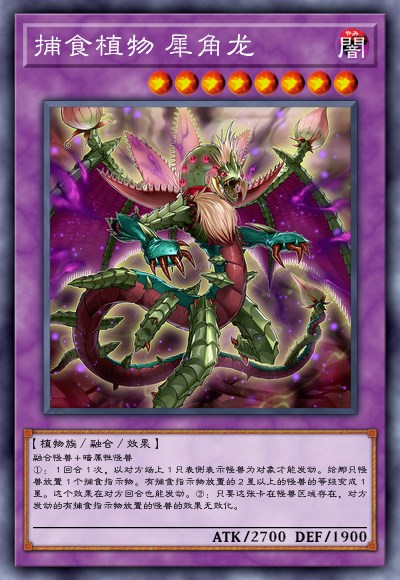 捕食植物 犀角龙
やみ
闇
【植物族／融合／效果】
融合怪兽＋暗属性怪兽
①：１回合１次，以对方场上１只表侧表示怪兽为对象才能发动。给那只怪
兽放置１个捕食指示物。有捕食指示物放置的２星以上的怪兽的等级变成１
星。这个效果在对方回合也能发动。②：只要这张卡在怪兽区域存在，对方
发动的有捕食指示物放置的怪兽的效果无效化。
ATK/2700 DEF/1900